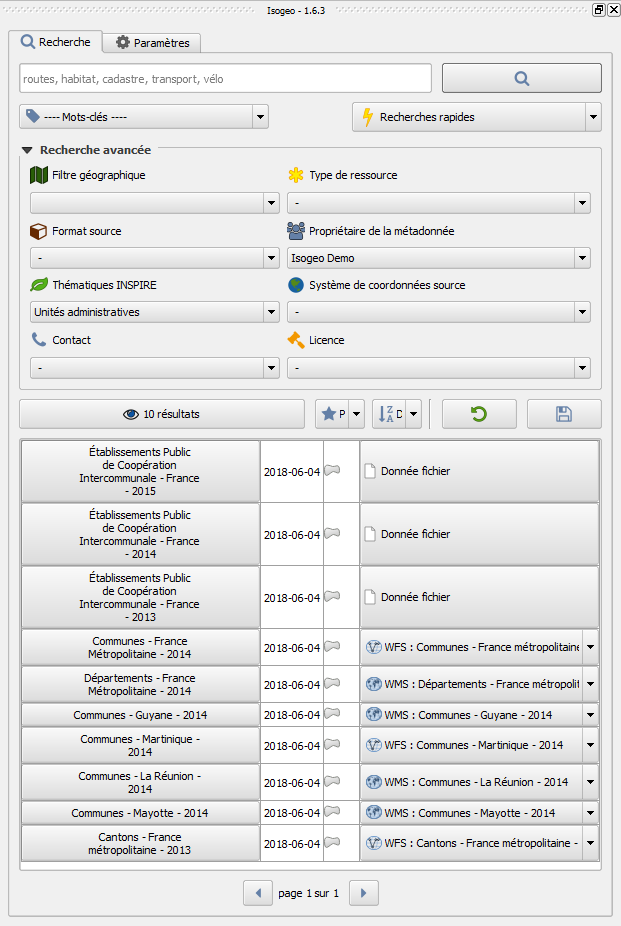 Isogeo - 1.6.3
Recherche
Paramètres
routes, habitat, cadastre, transport, vélo
---- Mots-clés ----
Recherches rapides
Recherche avancée
Filtre géographique
Type de ressource
-
Format source
Propriétaire de la métadonnée
-
Isogeo Demo
Thématiques INSPIRE
Système de coordonnées source
Unités administratives
-
Contact
Licence
-
-
10 résultats
P
D
Établissements Public
de Coopération
Intercommunale - France
- 2015
2018-06-04
Donnée fichier
Établissements Public
de Coopération
Intercommunale - France
- 2014
2018-06-04
Donnée fichier
Établissements Public
de Coopération
Intercommunale - France
- 2013
2018-06-04
Donnée fichier
Communes - France
Métropolitaine - 2014
2018-06-04
WFS : Communes - France métropolitaine
Départements - France
Métropolitaine - 2014
2018-06-04
WMS : Départements - France métropolit
Communes - Guyane - 2014
2018-06-04
WMS : Communes - Guyane - 2014
Communes - Martinique -
2014
2018-06-04
WFS : Communes - Martinique - 2014
Communes - La Réunion -
2014
2018-06-04
WMS : Communes - La Réunion - 2014
Communes - Mayotte - 2014
2018-06-04
WMS : Communes - Mayotte - 2014
Cantons - France
métropolitaine - 2013
2018-06-04
WFS : Cantons - France métropolitaine -
page 1 sur 1